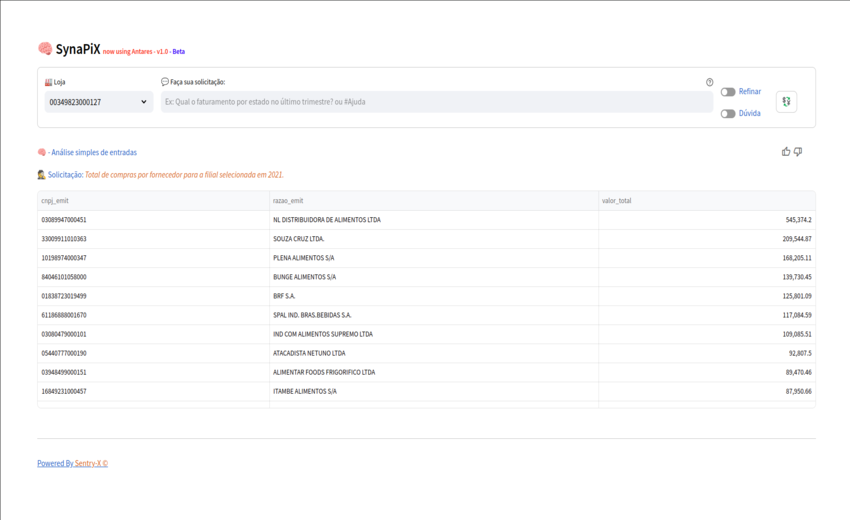 SynaPiX now using Antares - v1.0 - Beta
Loja
Faça sua solicitação:
00349823000127
Ex: Qual o faturamento por estado no último trimestre? ou #Ajuda
Refinar
Dúvida
- Análise simples de entradas
Solicitação: Total de compras por fornecedor para a filial selecionada em 2021.
cnpj_emit razao_emit valor_total
03089947000451 NL DISTRIBUIDORA DE ALIMENTOS LTDA 545,374.2
33009911010363 SOUZA CRUZ LTDA. 209,544.87
10198974000347 PLENA ALIMENTOS S/A 168,205.11
84046101058000 BUNGE ALIMENTOS S/A 139,730.45
01838723019499 BRF S.A. 125,801.09
61186888001670 SPAL IND. BRAS.BEBIDAS S.A. 117,084.59
03080479000101 IND COM ALIMENTOS SUPREMO LTDA 109,085.51
05440777000190 ATACADISTA NETUNO LTDA 92,807.5
03948499000151 ALIMENTAR FOODS FRIGORIFICO LTDA 89,470.46
16849231000457 ITAMBE ALIMENTOS S/A 87,950.66
Powered By Sentry-X ©